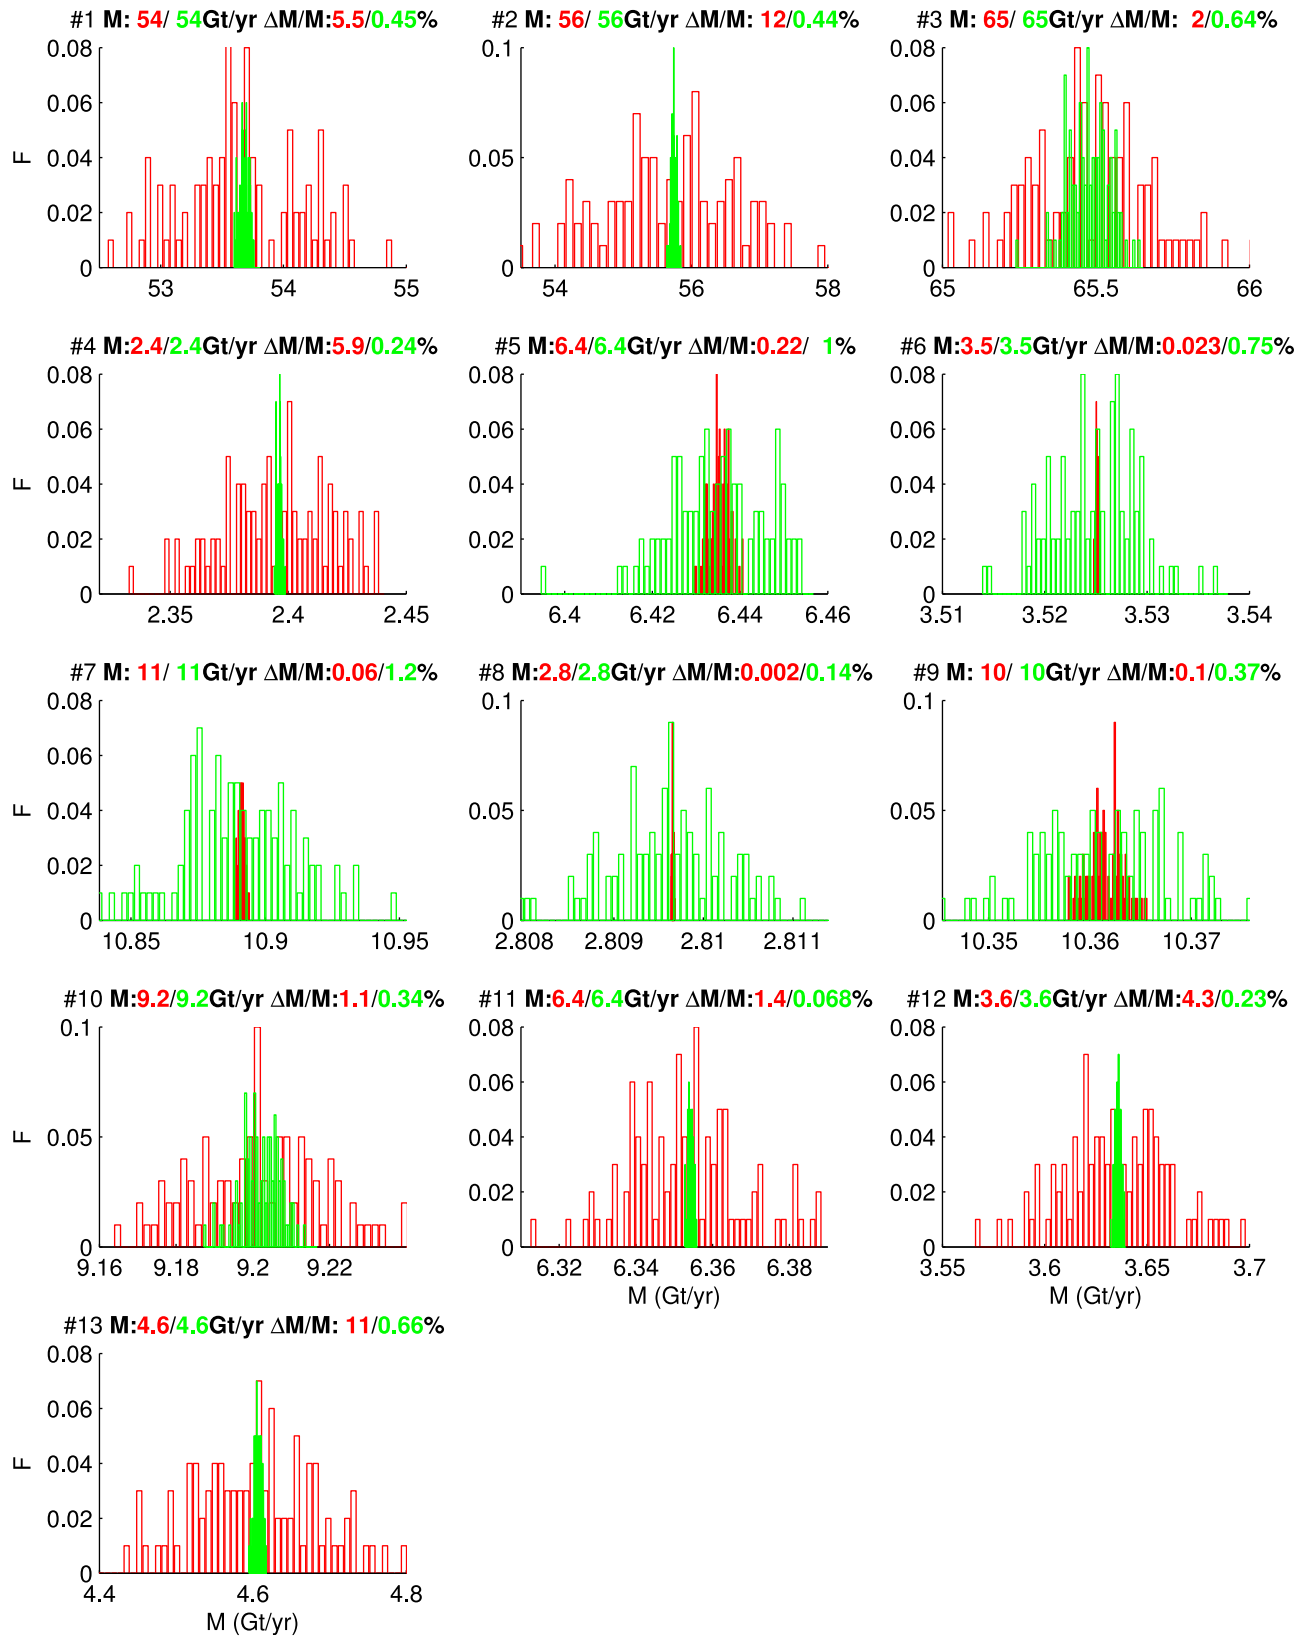 #1 M: 54/ 54Gt/yr ΔM/M:5.5/0.45%
#2 M: 56/ 56Gt/yr ΔM/M: 12/0.44%
#3 M: 65/ 65Gt/yr ΔM/M: 2/0.64%
0.08
0.06
0.04
0.02
0
F
53 54 55
0.1
0.05
0
54 56 58
0.08
0.06
0.04
0.02
0
65 65.5 66
#4 M:2.4/2.4Gt/yr ΔM/M:5.9/0.24%
#5 M:6.4/6.4Gt/yr ΔM/M:0.22/ 1%
#6 M:3.5/3.5Gt/yr ΔM/M:0.023/0.75%
0.08
0.06
0.04
0.02
0
F
2.35 2.4 2.45
0.08
0.06
0.04
0.02
0
6.4 6.42 6.44 6.46
0.08
0.06
0.04
0.02
0
3.51 3.52 3.53 3.54
#7 M: 11/ 11Gt/yr ΔM/M:0.06/1.2%
#8 M:2.8/2.8Gt/yr ΔM/M:0.002/0.14%
#9 M: 10/ 10Gt/yr ΔM/M:0.1/0.37%
0.08
0.06
0.04
0.02
0
F
10.85 10.9 10.95
0.1
0.05
0
2.808 2.809 2.81 2.811
0.1
0.05
0
10.35 10.36 10.37
#10 M:9.2/9.2Gt/yr ΔM/M:1.1/0.34%
#11 M:6.4/6.4Gt/yr ΔM/M:1.4/0.068%
#12 M:3.6/3.6Gt/yr ΔM/M:4.3/0.23%
0.1
0.05
0
F
9.16 9.18 9.2 9.22
0.08
0.06
0.04
0.02
0
6.32 6.34 6.36 6.38
M (Gt/yr)
0.08
0.06
0.04
0.02
0
3.55 3.6 3.65 3.7
M (Gt/yr)
#13 M:4.6/4.6Gt/yr ΔM/M: 11/0.66%
0.08
0.06
0.04
0.02
0
F
4.4 4.6 4.8
M (Gt/yr)